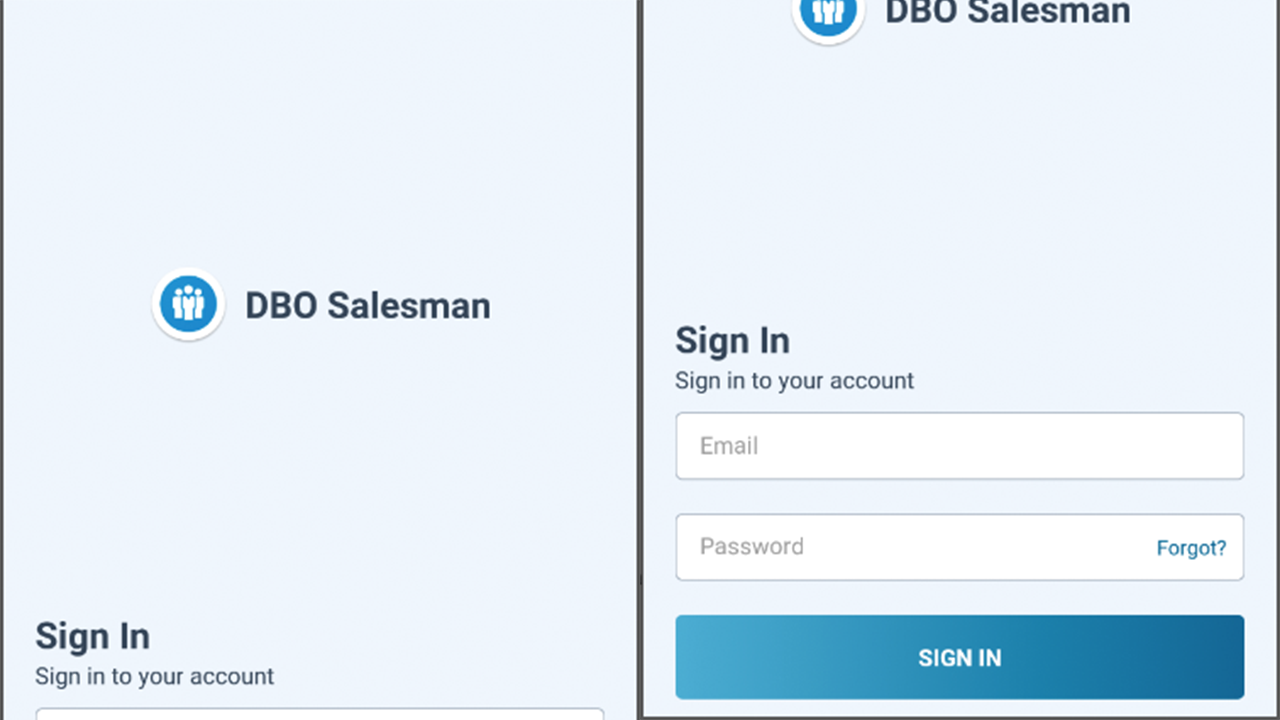 DBO Salesman
Sign In
Sign in to your account
DBO Salesman
Sign In
Sign in to your account
Email
Password
Forgot?
SIGN IN